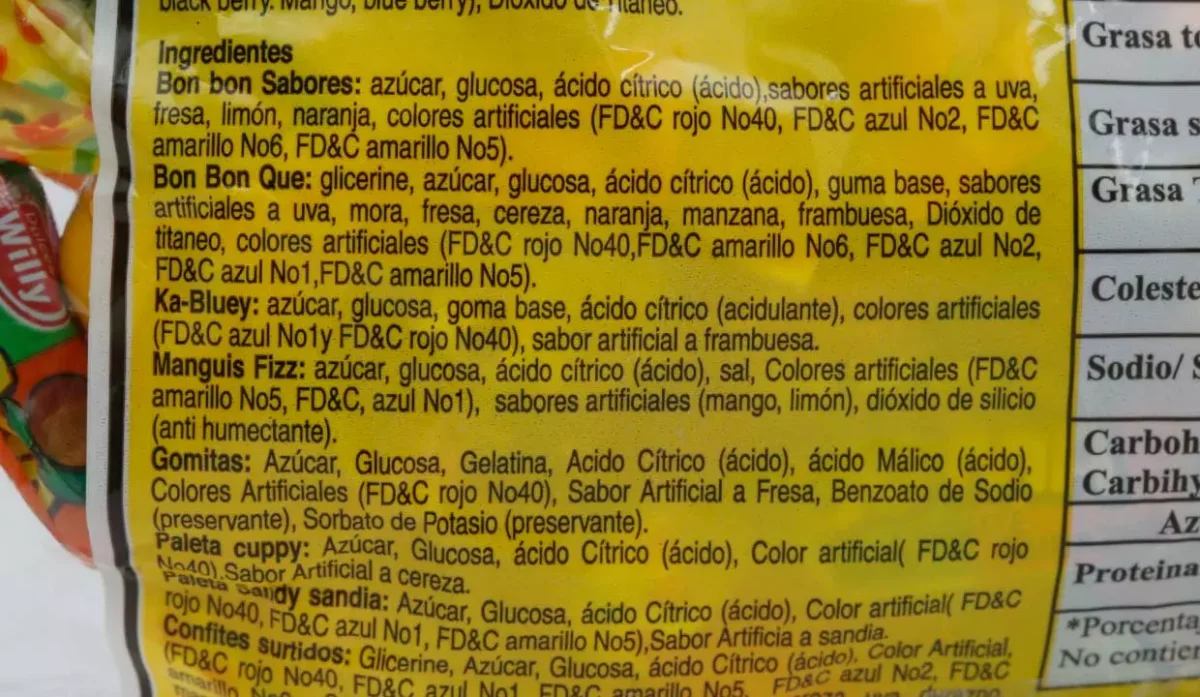 black berry. Mango, blue berry), Dióxido de titaneo.
Ingredientes
Bon bon Sabores: azúcar, glucosa, ácido cítrico (ácido),sabores artificiales a uva,
fresa, limón, naranja, colores artificiales (FD&C rojo No40, FD&C azul No2, FD&C
amarillo No6, FD&C amarillo No5).
Bon Bon Que: glicerine, azúcar, glucosa, ácido cítrico (ácido), guma base, sabores
artificiales a uva, mora, fresa, cereza, naranja, manzana, frambuesa, Dióxido de
titaneo, colores artificiales (FD&C rojo No40,FD&C amarillo No6, FD&C azul No2,
FD&C azul No1,FD&C amarillo No5).
Ka-Bluey: azúcar, glucosa, goma base, ácido cítrico (acidulante), colores artificiales
(FD&C azul No1y FD&C rojo No40), sabor artificial a frambuesa.
Manguis Fizz: azúcar, glucosa, ácido cítrico (ácido), sal, Colores artificiales (FD&C
amarillo No5, FD&C, azul No1), sabores artificiales (mango, limón), dióxido de silicio
(anti humectante).
Gomitas: Azúcar, Glucosa, Gelatina, Acido Cítrico (ácido), ácido Málico (ácido),
Colores Artificiales (FD&C rojo No40), Sabor Artificial a Fresa, Benzoato de Sodio
(preservante), Sorbato de Potasio (preservante).
Paleta cuppy: Azúcar, Glucosa, ácido Cítrico (ácido), Color artificial( FD&C rojo
No40),Sabor Artificial a cereza.
Paleta Sandy sandia: Azúcar, Glucosa, ácido Cítrico (ácido), Color artificial( FD&C
rojo No40, FD&C azul No1, FD&C amarillo No5),Sabor Artificia a sandia.
Confites surtidos: Glicerine, Azúcar, Glucosa, ácido Cítrico (ácido), Color Artificial,
(FD&C rojo No40, FD&C azul No1, FD&C amarillo No5, FD&C azul No2, FD&C
amarillo No6
Willy
Grasa
Grasa
Grasa
Sodio/
Proteina
No